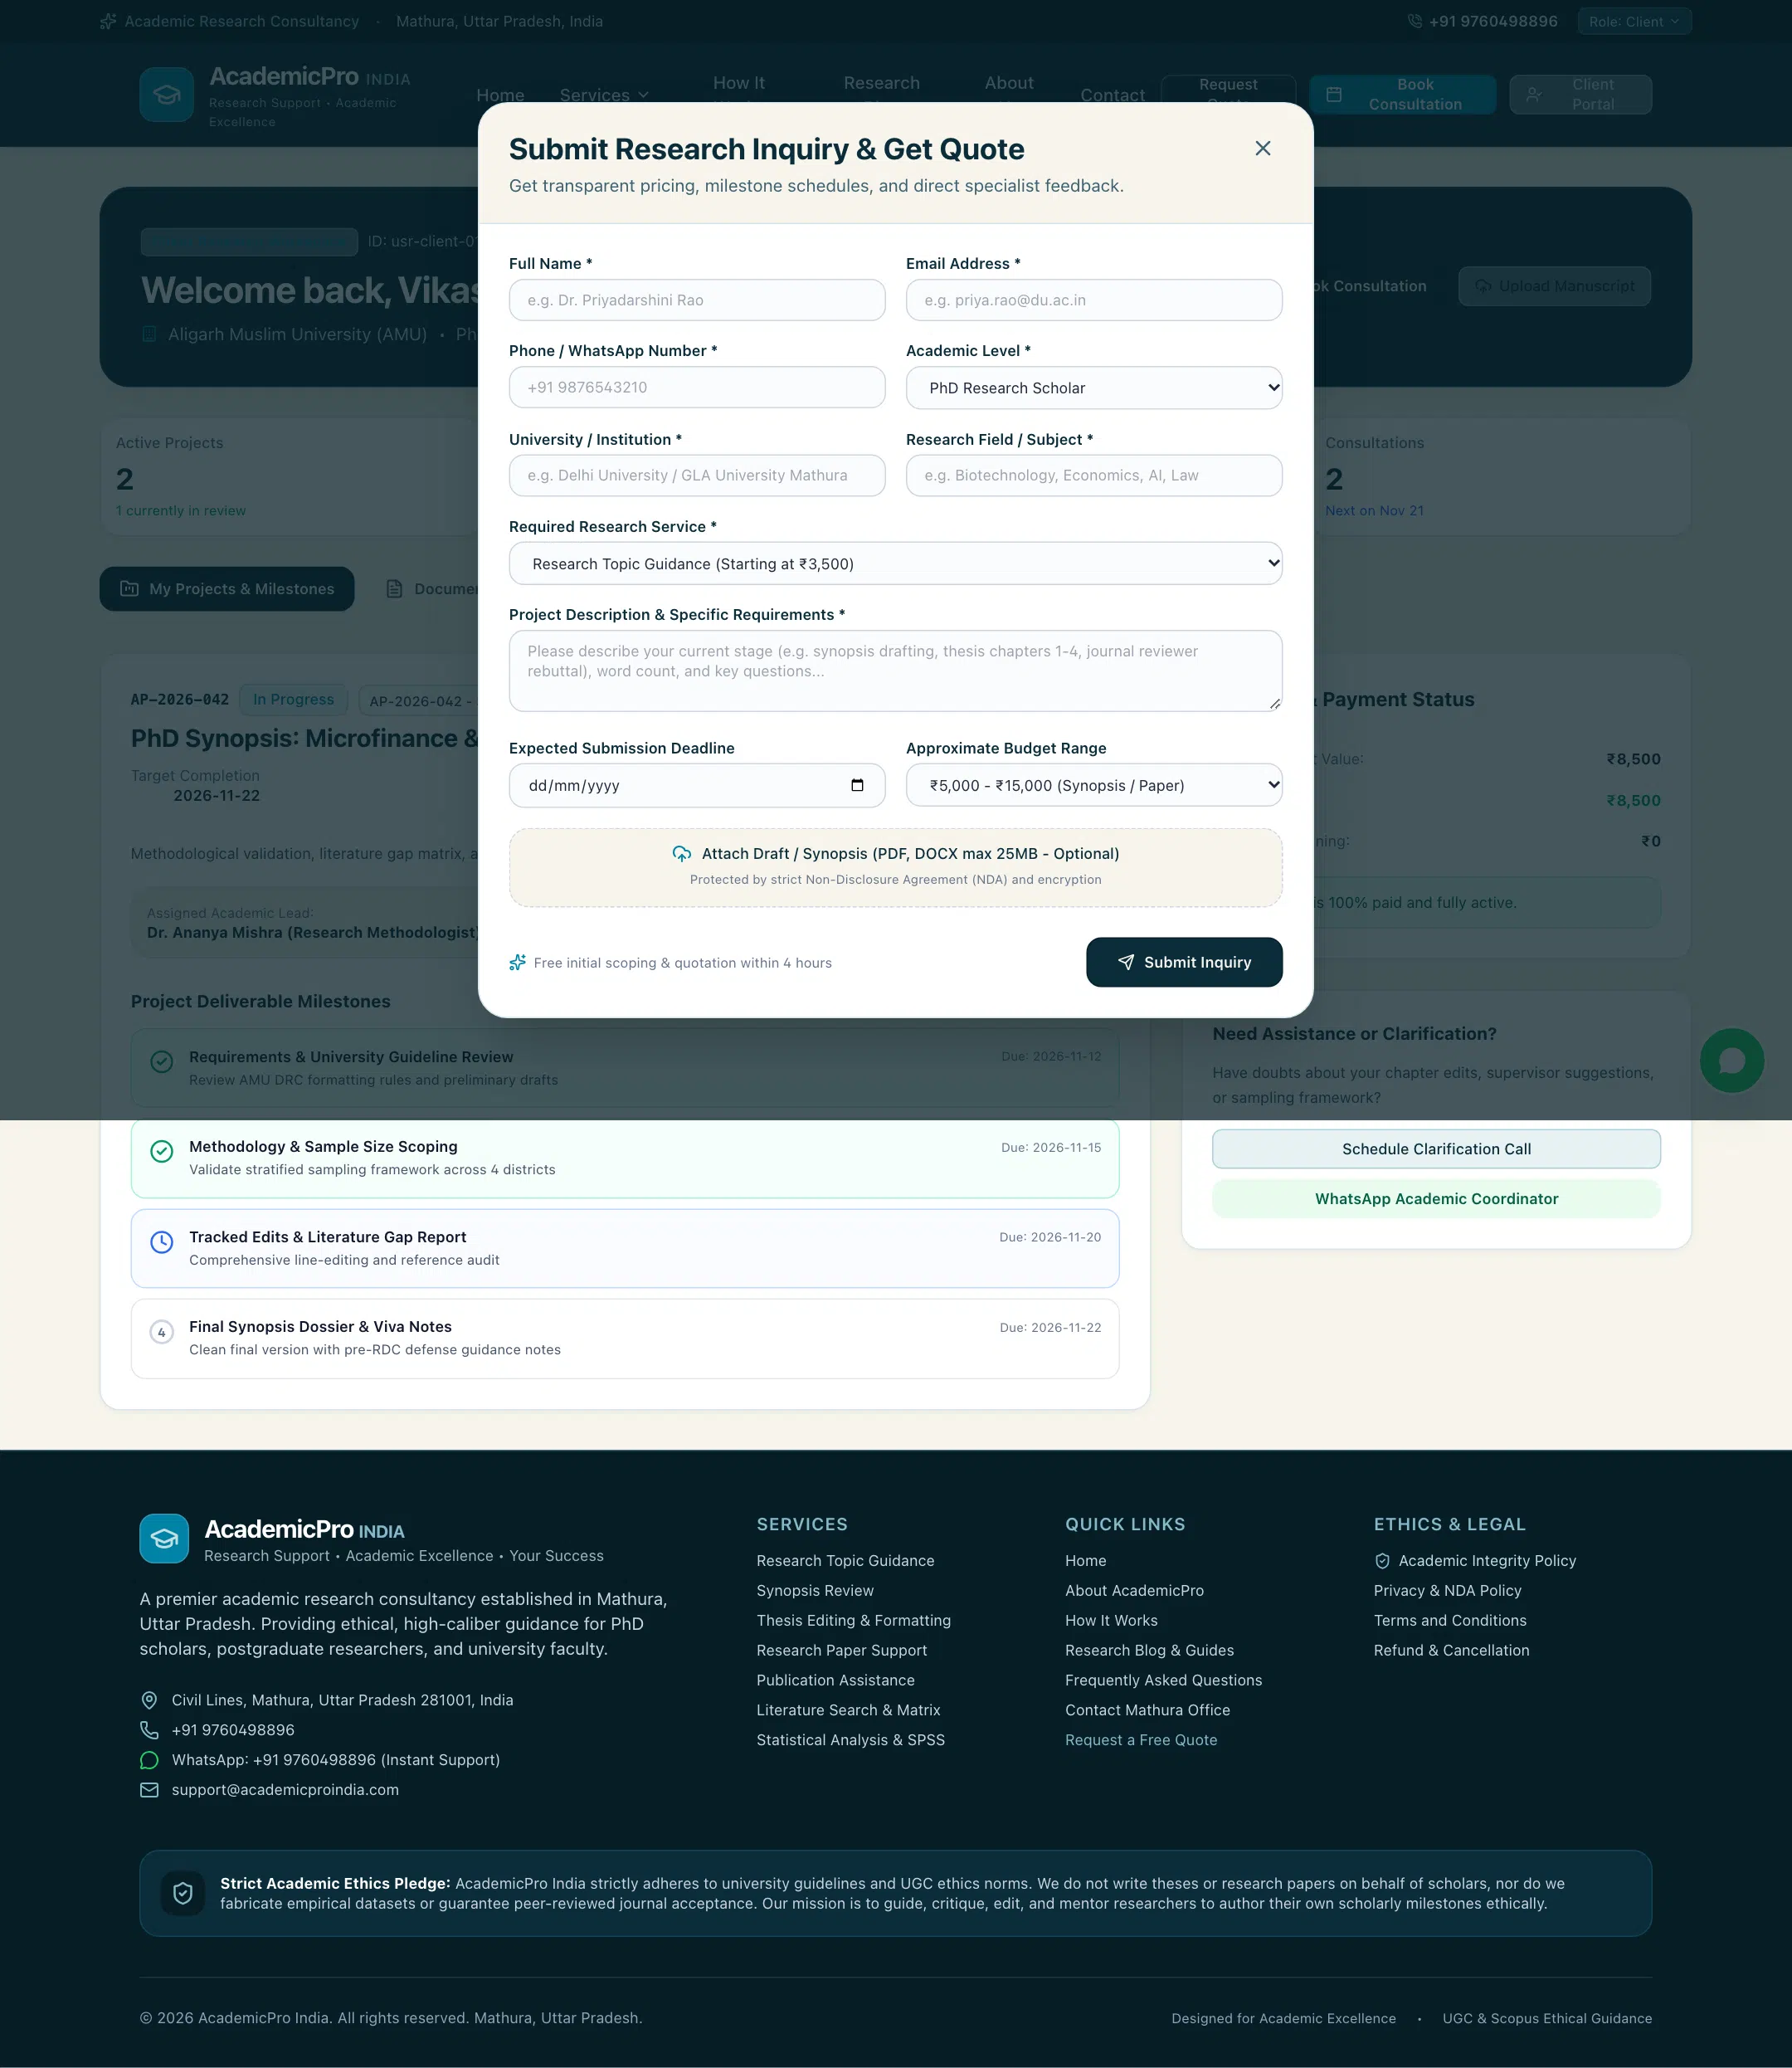 Academic Research Consultancy · Mathura, Uttar Pradesh, India
+91 9760498896
Role: Client
AcademicPro INDIA
Research Support • Academic
Excellence
Home
Services
How It
Research
About
Contact
Request
Book
Consultation
Client
Portal
Submit Research Inquiry & Get Quote
Get transparent pricing, milestone schedules, and direct specialist feedback.
ID: usr-client-01
Welcome back, Vikas
Aligarh Muslim University (AMU) • Ph
ok Consultation
Upload Manuscript
Full Name *
e.g. Dr. Priyadarshini Rao
Email Address *
e.g. priya.rao@du.ac.in
Phone / WhatsApp Number *
+91 9876543210
Academic Level *
PhD Research Scholar
University / Institution *
e.g. Delhi University / GLA University Mathura
Research Field / Subject *
e.g. Biotechnology, Economics, AI, Law
Required Research Service *
Research Topic Guidance (Starting at ₹3,500)
Project Description & Specific Requirements *
Please describe your current stage (e.g. synopsis drafting, thesis chapters 1-4, journal reviewer
rebuttal), word count, and key questions...
Expected Submission Deadline
dd/mm/yyyy
Approximate Budget Range
₹5,000 - ₹15,000 (Synopsis / Paper)
Attach Draft / Synopsis (PDF, DOCX max 25MB - Optional)
Protected by strict Non-Disclosure Agreement (NDA) and encryption
Free initial scoping & quotation within 4 hours
Submit Inquiry
Active Projects
2
1 currently in review
Consultations
2
Next on Nov 21
My Projects & Milestones
Documen
AP-2026-042
In Progress
AP-2026-042 -
PhD Synopsis: Microfinance &
Target Completion
2026-11-22
Methodological validation, literature gap matrix, a
Assigned Academic Lead:
Dr. Ananya Mishra (Research Methodologist)
Payment Status
Value:
₹8,500
₹8,500
ning:
₹0
is 100% paid and fully active.
Project Deliverable Milestones
Requirements & University Guideline Review
Due: 2026-11-12
Review AMU DRC formatting rules and preliminary drafts
Methodology & Sample Size Scoping
Due: 2026-11-15
Validate stratified sampling framework across 4 districts
Tracked Edits & Literature Gap Report
Due: 2026-11-20
Comprehensive line-editing and reference audit
4
Final Synopsis Dossier & Viva Notes
Due: 2026-11-22
Clean final version with pre-RDC defense guidance notes
Need Assistance or Clarification?
Have doubts about your chapter edits, supervisor suggestions,
or sampling framework?
Schedule Clarification Call
WhatsApp Academic Coordinator
AcademicPro INDIA
Research Support • Academic Excellence • Your Success
A premier academic research consultancy established in Mathura,
Uttar Pradesh. Providing ethical, high-caliber guidance for PhD
scholars, postgraduate researchers, and university faculty.
Civil Lines, Mathura, Uttar Pradesh 281001, India
+91 9760498896
WhatsApp: +91 9760498896 (Instant Support)
support@academicproindia.com
SERVICES
Research Topic Guidance
Synopsis Review
Thesis Editing & Formatting
Research Paper Support
Publication Assistance
Literature Search & Matrix
Statistical Analysis & SPSS
QUICK LINKS
Home
About AcademicPro
How It Works
Research Blog & Guides
Frequently Asked Questions
Contact Mathura Office
Request a Free Quote
ETHICS & LEGAL
Academic Integrity Policy
Privacy & NDA Policy
Terms and Conditions
Refund & Cancellation
Strict Academic Ethics Pledge: AcademicPro India strictly adheres to university guidelines and UGC ethics norms. We do not write theses or research papers on behalf of scholars, nor do we
fabricate empirical datasets or guarantee peer-reviewed journal acceptance. Our mission is to guide, critique, edit, and mentor researchers to author their own scholarly milestones ethically.
© 2026 AcademicPro India. All rights reserved. Mathura, Uttar Pradesh.
Designed for Academic Excellence • UGC & Scopus Ethical Guidance